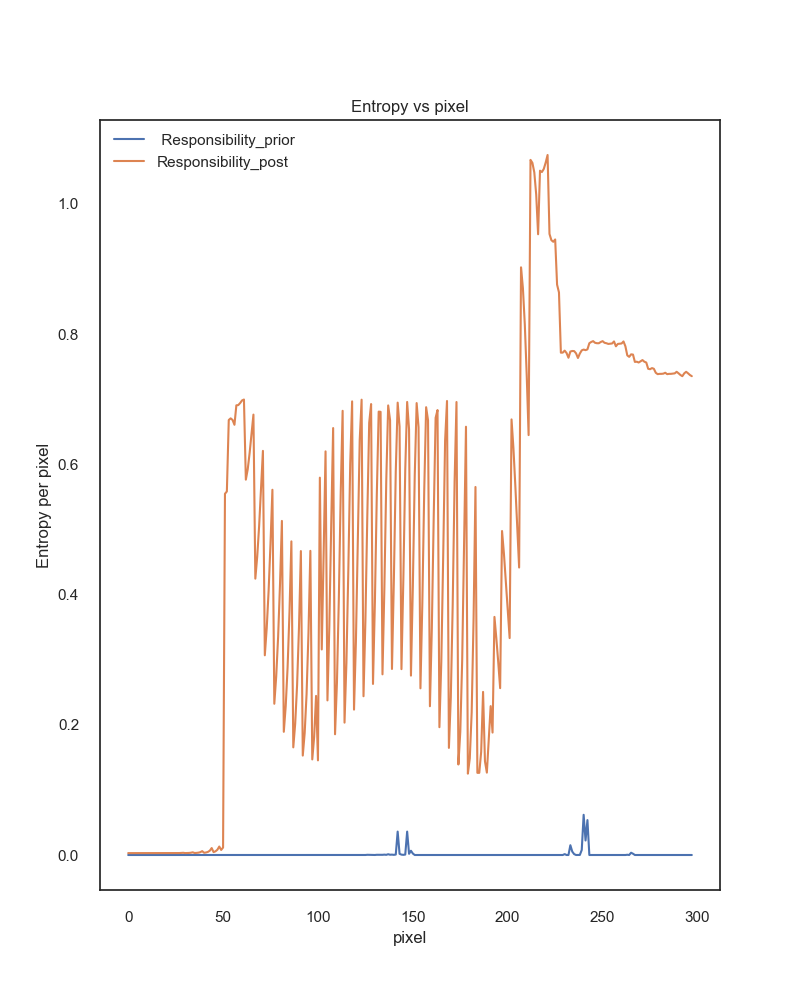 Entropy vs pixel
Responsibility_prior
Responsibility_post
Entropy per pixel
1.0
0.8
0.6
0.4
0.2
0.0
0 50 100 150 200 250 300
pixel